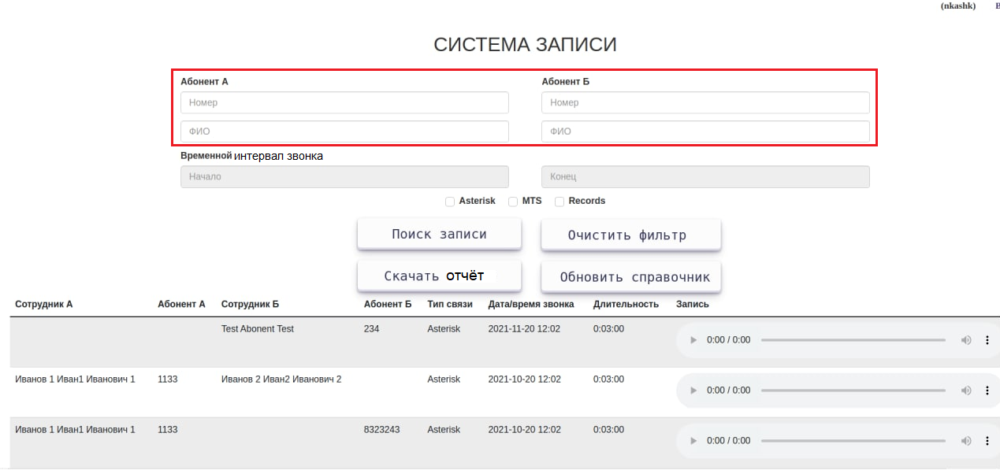 (nkashk) В
СИСТЕМА ЗАПИСИ
Абонент А Абонент Б
Номер Номер
ФИО ФИО
Временной интервал звонка
Начало Конец
Asterisk MTS Records
Поиск записи Очистить фильтр
Скачать отчёт Обновить справочник
Сотрудник А Абонент А Сотрудник Б Абонент Б Тип связи Дата/время звонка Длительность Запись
Test Abonent Test 234 Asterisk 2021-11-20 12:02 0:03:00 0:00 / 0:00
Иванов 1 Иван1 Иванович 1 1133 Иванов 2 Иван2 Иванович 2 Asterisk 2021-10-20 12:02 0:03:00 0:00 / 0:00
Иванов 1 Иван1 Иванович 1 1133 8323243 Asterisk 2021-10-20 12:02 0:03:00 0:00 / 0:00